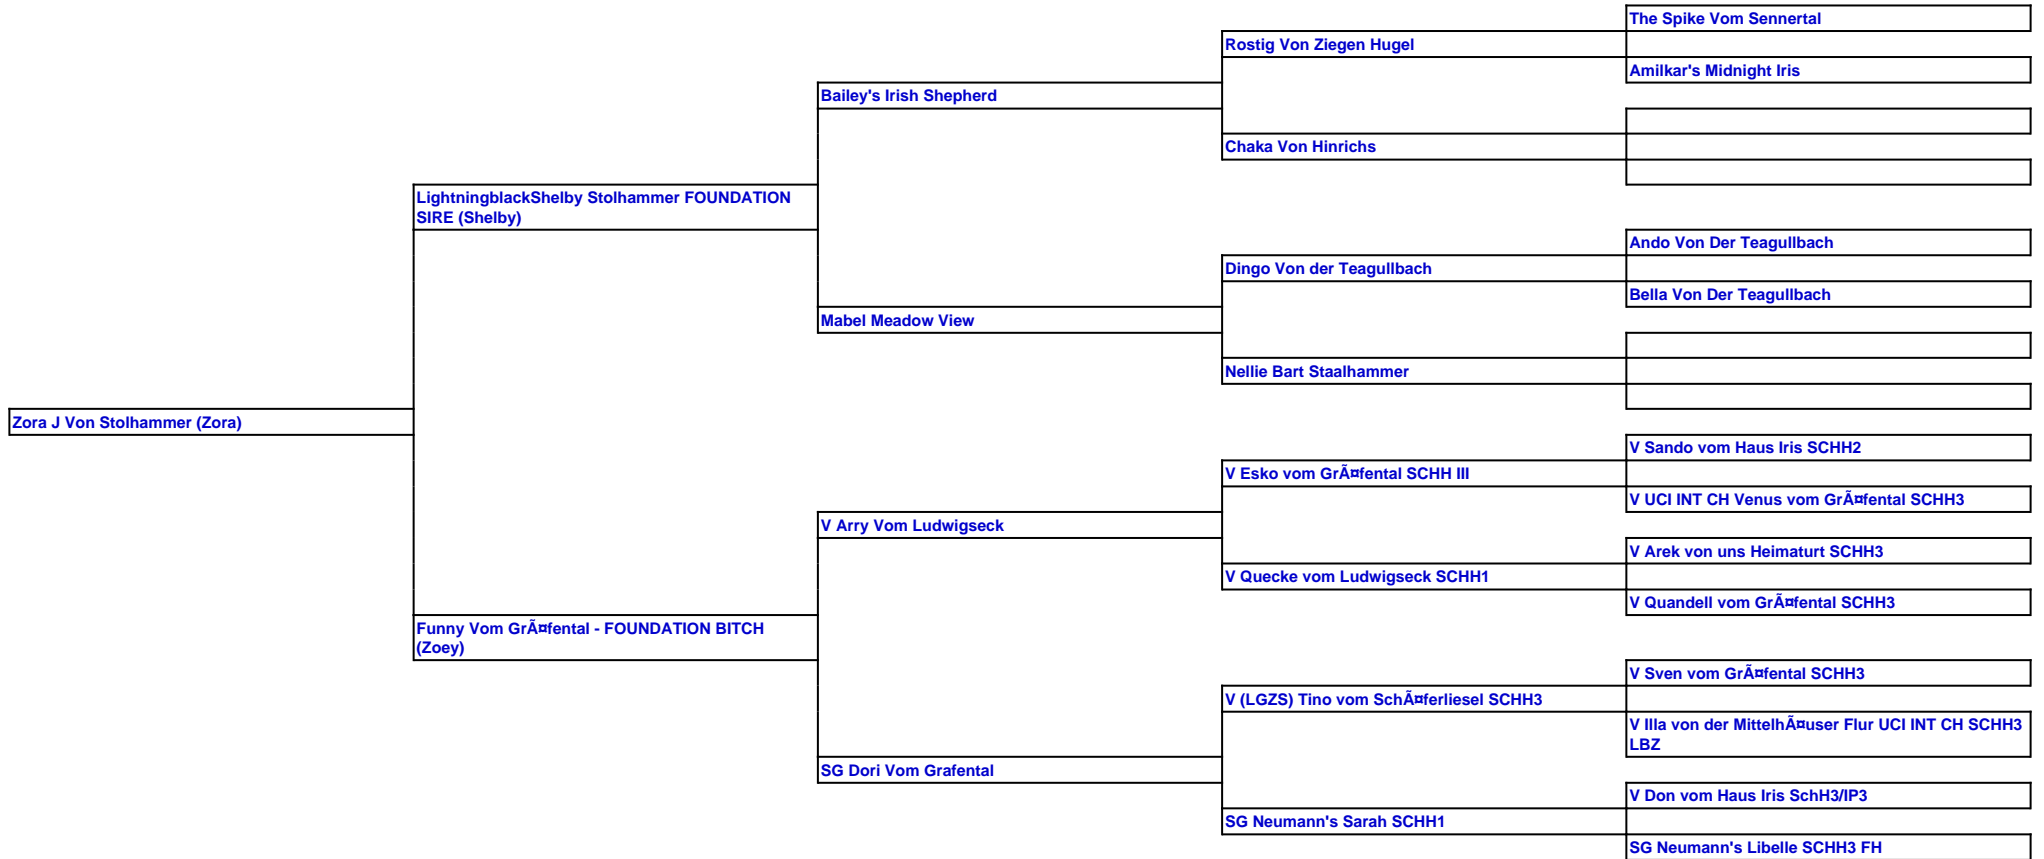 The Spike Vom Sennertal
Rostig Von Ziegen Hugel
Amilkar's Midnight Iris
Bailey's Irish Shepherd
Chaka Von Hinrichs
LightningblackShelby Stolhammer FOUNDATION
SIRE (Shelby)
Ando Von Der Teagullbach
Dingo Von der Teagullbach
Bella Von Der Teagullbach
Mabel Meadow View
Nellie Bart Staalhammer
Zora J Von Stolhammer (Zora)
V Sando vom Haus Iris SCHH2
V Esko vom GrÃ¤fental SCHH III
V UCI INT CH Venus vom GrÃ¤fental SCHH3
V Arry Vom Ludwigseck
V Arek von uns Heimaturt SCHH3
V Quecke vom Ludwigseck SCHH1
V Quandell vom GrÃ¤fental SCHH3
Funny Vom GrÃ¤fental - FOUNDATION BITCH
(Zoey)
V Sven vom GrÃ¤fental SCHH3
V (LGZS) Tino vom SchÃ¤ferliesel SCHH3
V Illa von der MittelhÃ¤user Flur UCI INT CH SCHH3
LBZ
SG Dori Vom Grafental
V Don vom Haus Iris SchH3/IP3
SG Neumann's Sarah SCHH1
SG Neumann's Libelle SCHH3 FH